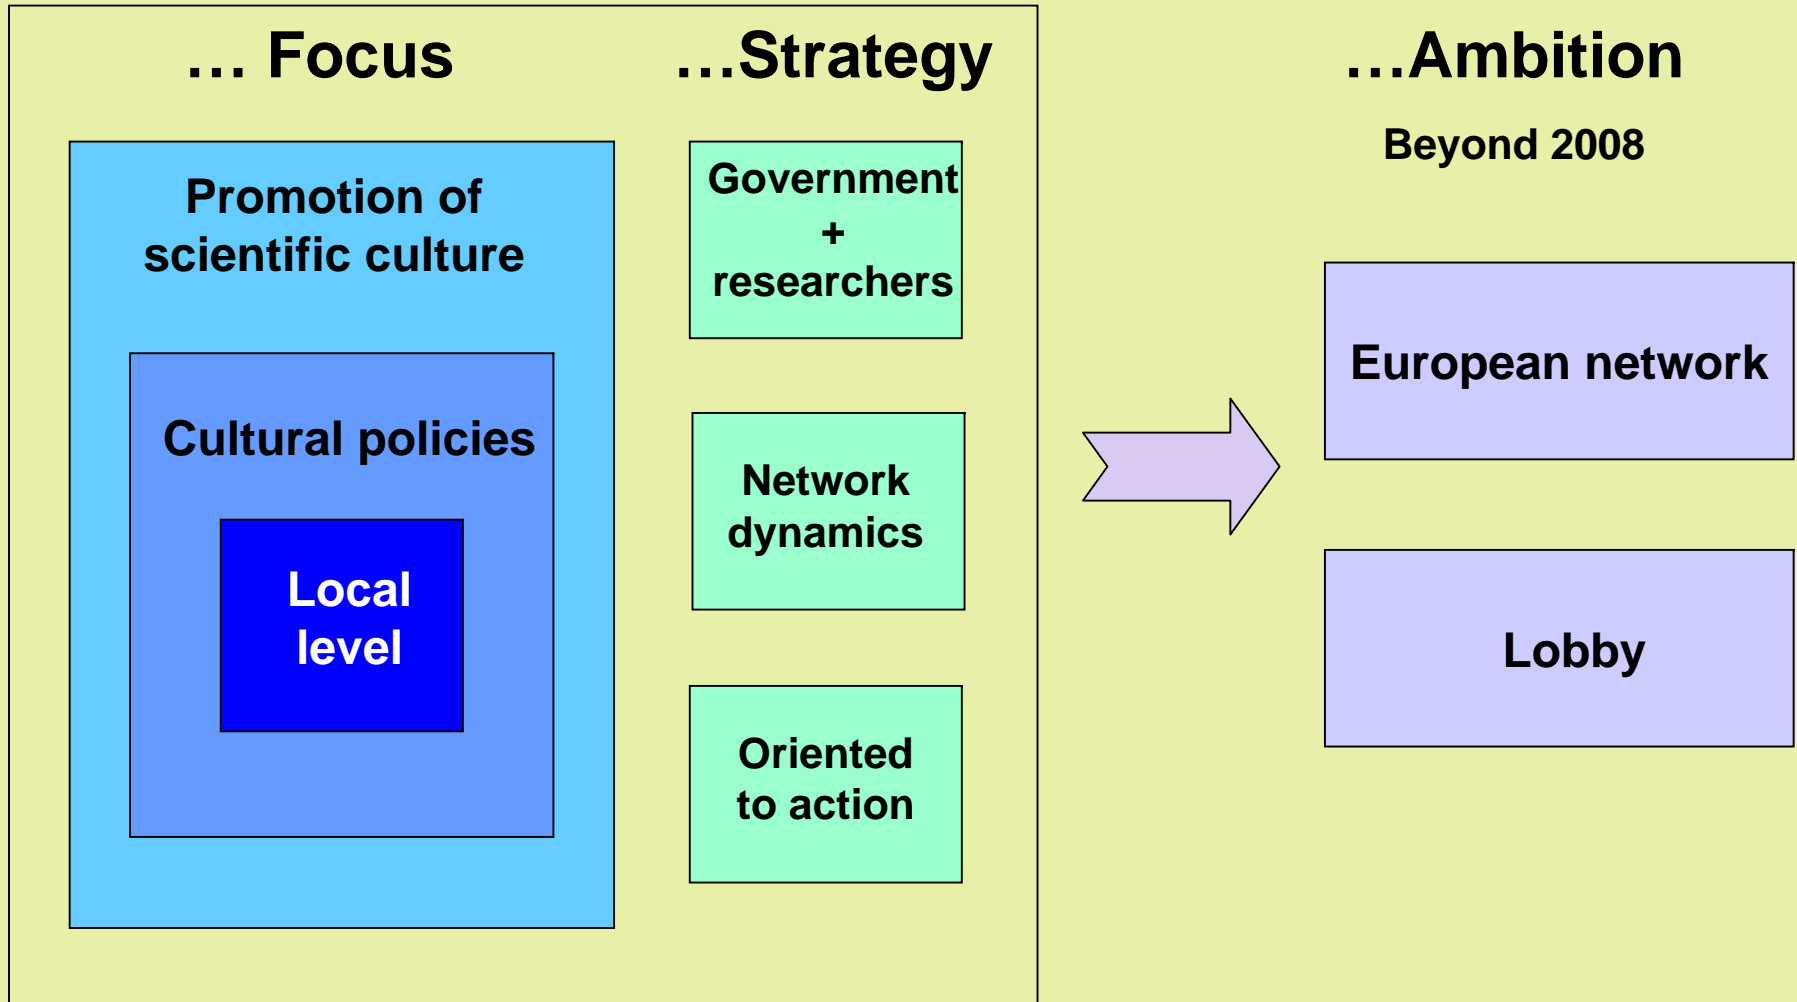 … Focus
Promotion of
scientific culture
Cultural policies
Local
level
…Strategy
Government
+
researchers
Network
dynamics
Oriented
to action
…Ambition
Beyond 2008
European network
Lobby